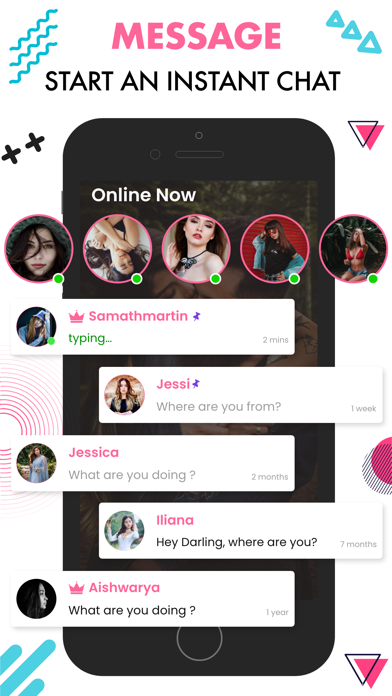 MESSAGE
START AN INSTANT CHAT
Online Now
Samathmartin
typing...
2 mins
Jessi
Where are you from?
1 week
Jessica
What are you doing ?
2 months
Iliana
Hey Darling, where are you?
7 months
Aishwarya
What are you doing ?
1 year